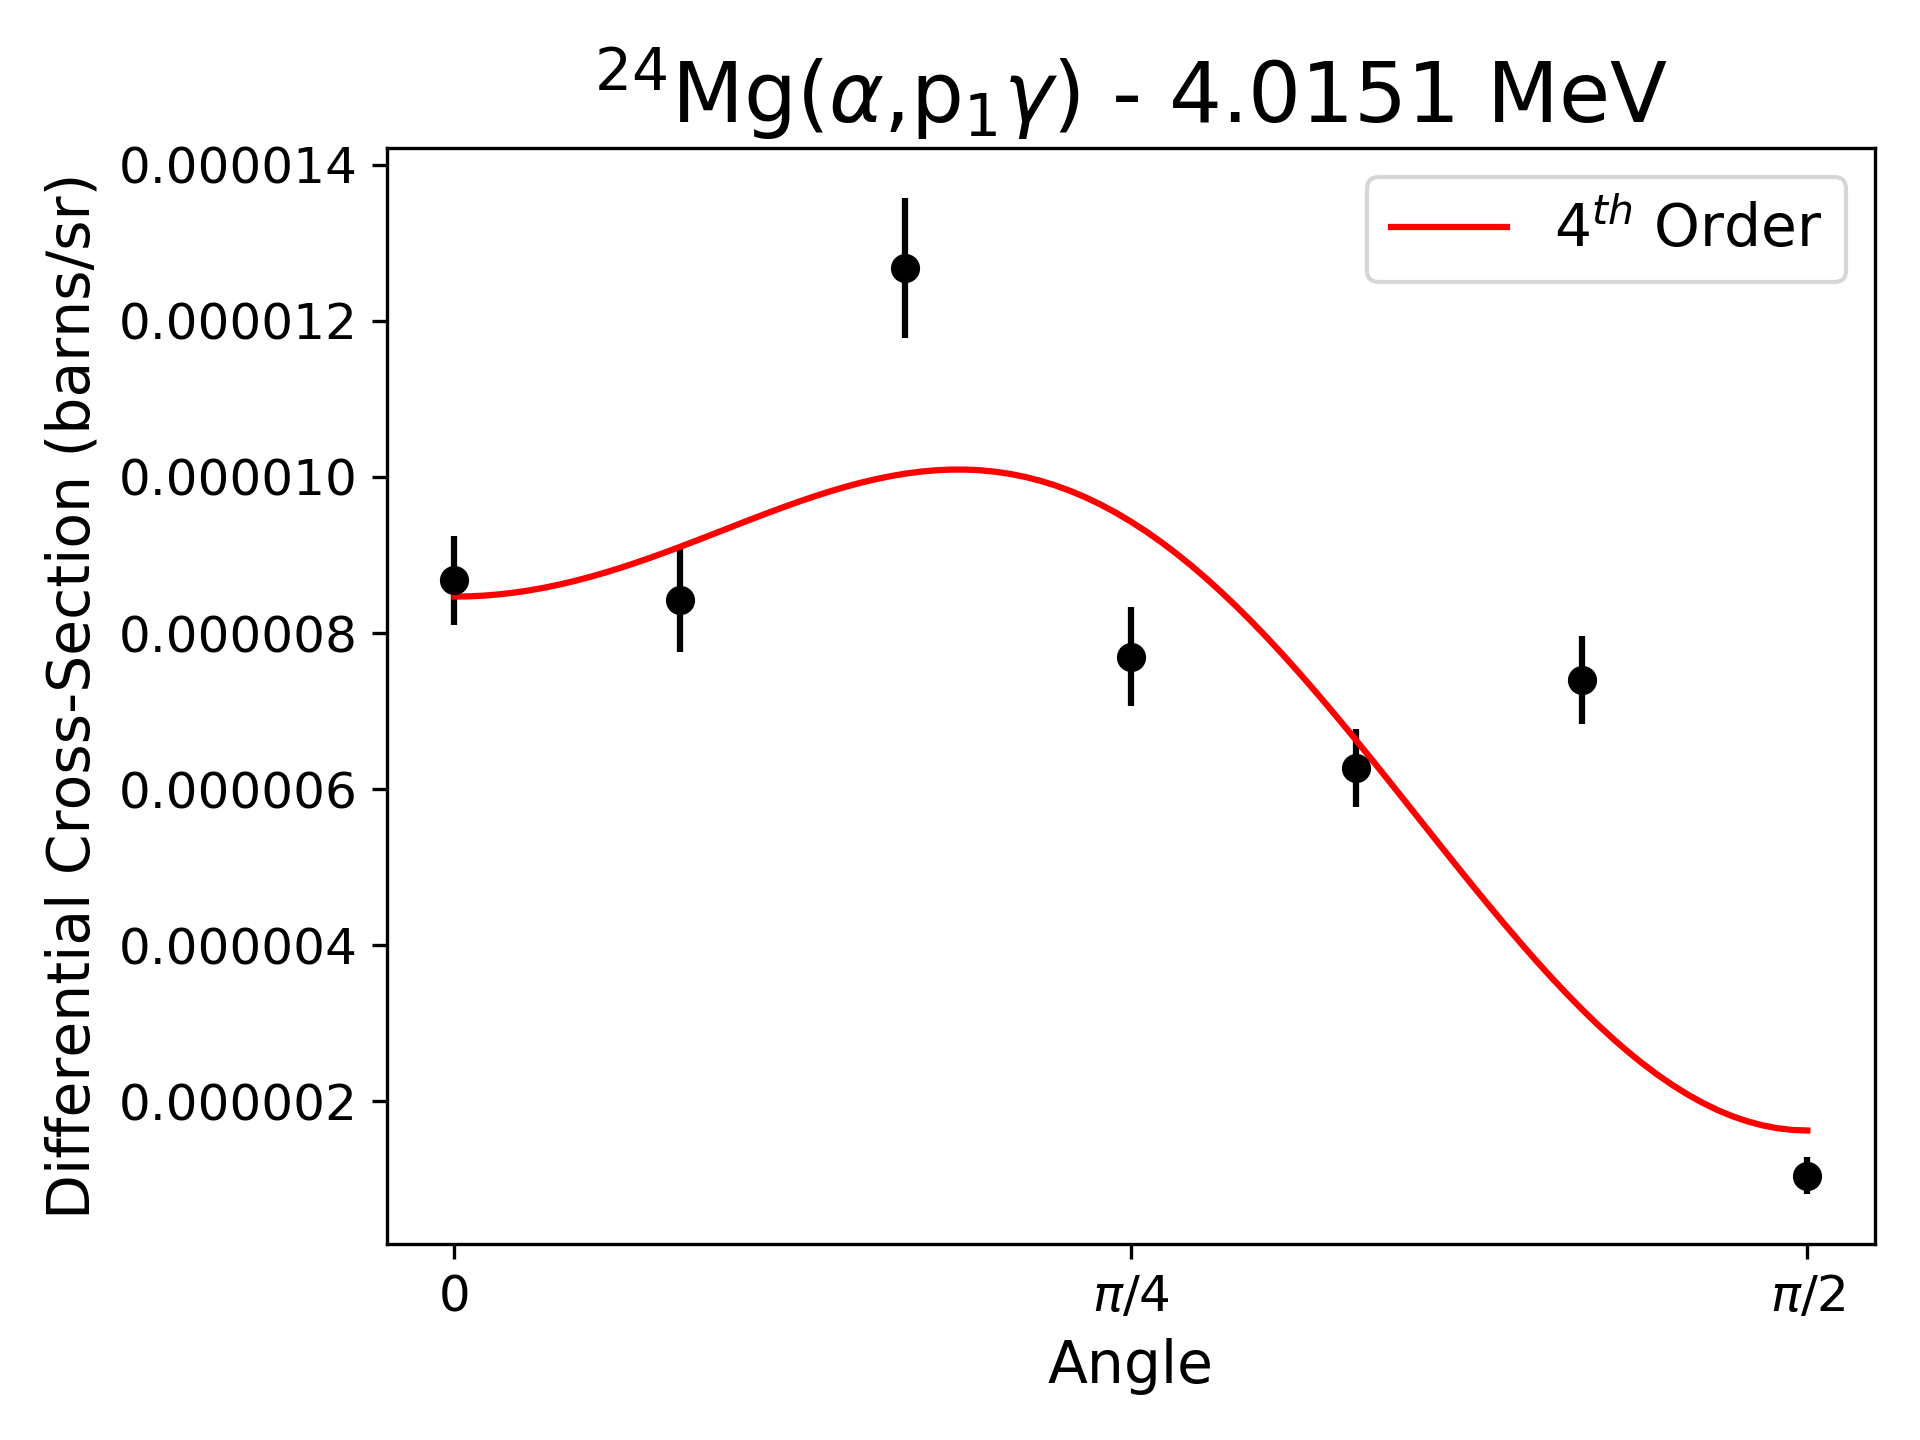 ²⁴Mg(α,p₁γ) - 4.0151 MeV
Differential Cross-Section (barns/sr)
0.000014
0.000012
0.000010
0.000008
0.000006
0.000004
0.000002
4ᵗʰ Order
0
π/4
π/2
Angle